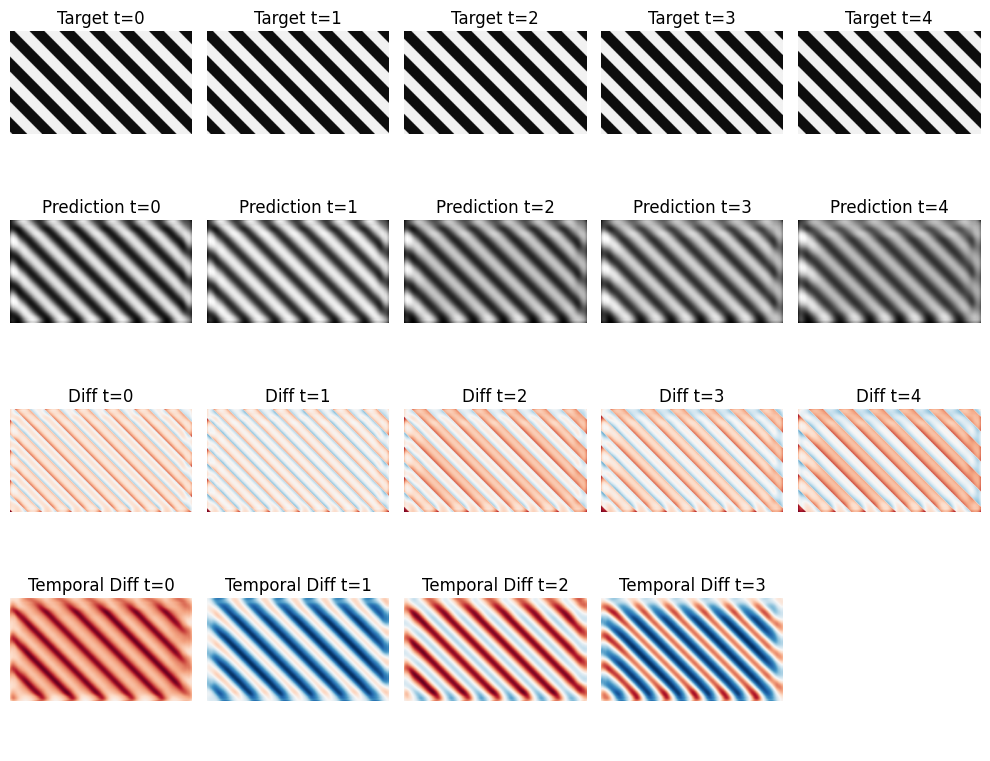 Target t=0 Target t=1 Target t=2 Target t=3 Target t=4
Prediction t=0 Prediction t=1 Prediction t=2 Prediction t=3 Prediction t=4
Diff t=0 Diff t=1 Diff t=2 Diff t=3 Diff t=4
Temporal Diff t=0 Temporal Diff t=1 Temporal Diff t=2 Temporal Diff t=3